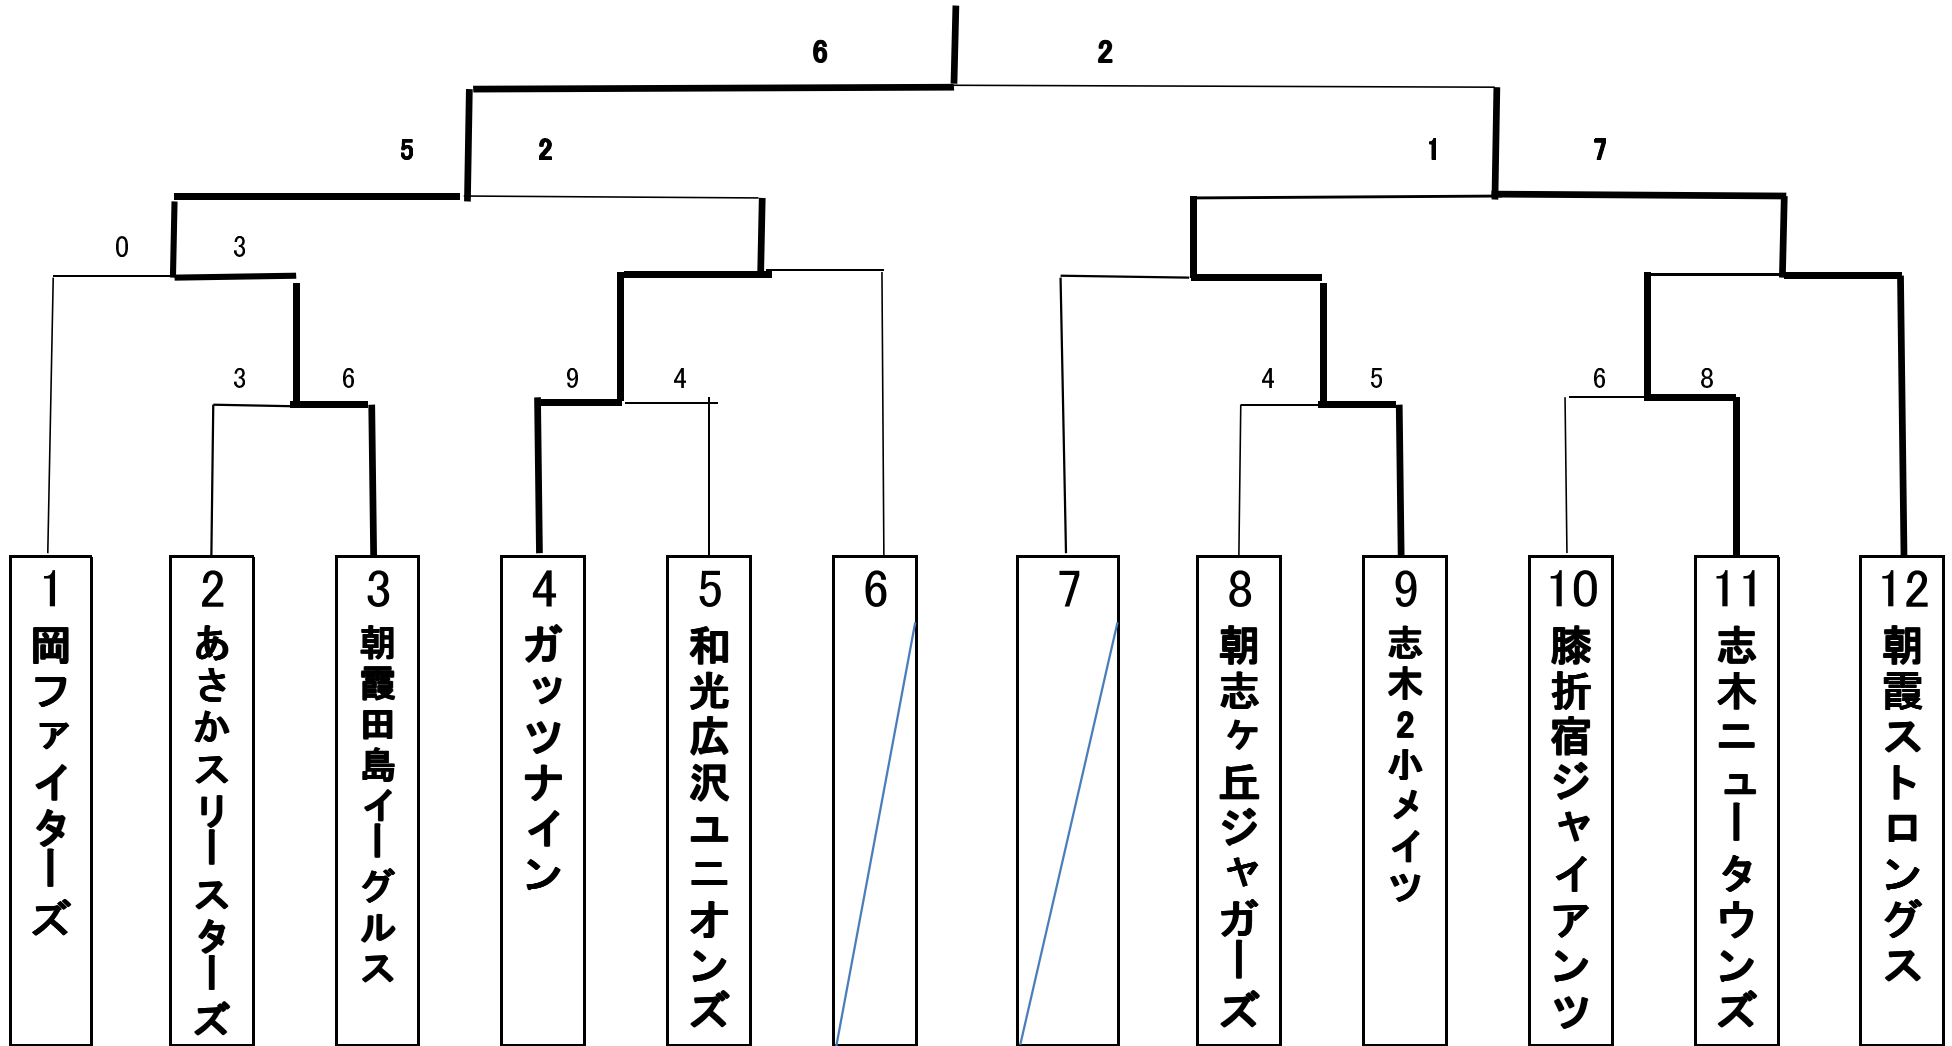 6 2
5 2 1 7
0 3
3 6 9 4 4 5 6 8
1 岡ファイターズ
2 あさかスリースターズ
3 朝霞田島イーグルス
4 ガッツナイン
5 和光広沢ユニオンズ
6
7
8 朝志ヶ丘ジャガーズ
9 志木2小メイツ
10 膝折宿ジャイアンツ
11 志木ニュータウンズ
12 朝霞ストロングス